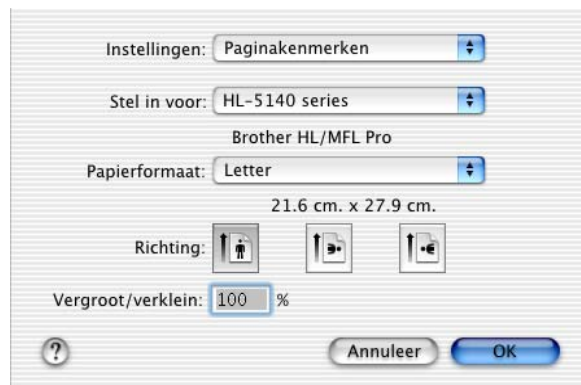 Instellingen: Paginakenmerken
Stel in voor: HL-5140 series
Brother HL/MFL Pro
Papierformaat: Letter
21.6 cm. x 27.9 cm.
Richting:
Vergroot/verklein: 100 %
? Annuleer OK